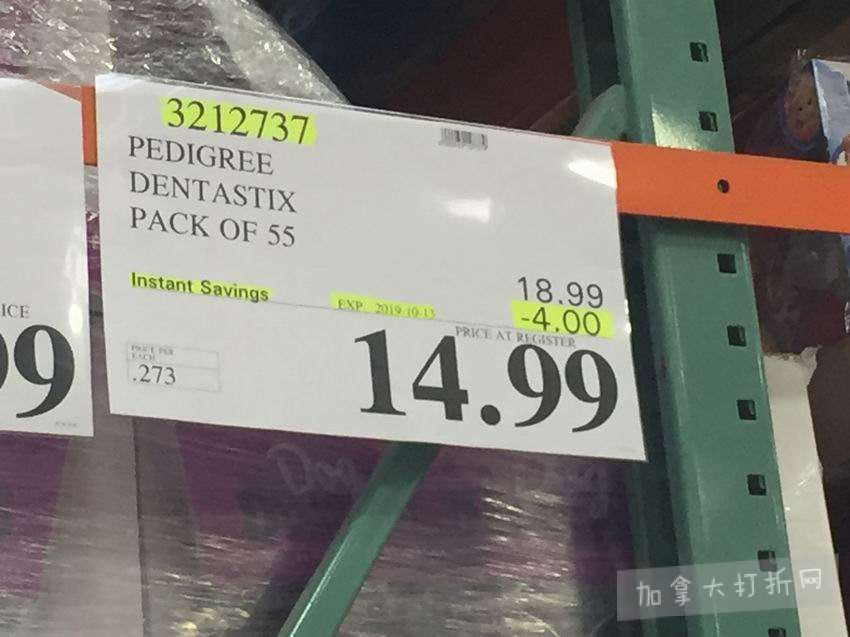 3212737
PEDIGREE
DENTASTIX
PACK OF 55
Instant Savings
EXP. 2019-10-13
18.99
-4.00
PRICE AT REGISTER
14.99
PRICE PER
EACH
.273
ICE
99
加拿大打折网